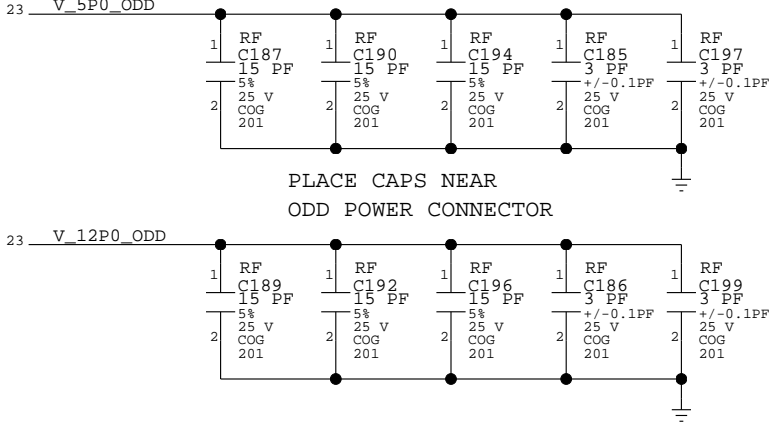 23 V_5P0_ODD
1 RF 1 RF 1 RF 1 RF 1 RF
C187 C190 C194 C185 C197
15 PF 15 PF 15 PF 3 PF 3 PF
5% 5% 5% +/-0.1PF +/-0.1PF
2 25 V 2 25 V 2 25 V 2 25 V 2 25 V
COG COG COG COG COG
201 201 201 201 201
PLACE CAPS NEAR
ODD POWER CONNECTOR
23 V_12P0_ODD
1 RF 1 RF 1 RF 1 RF 1 RF
C189 C192 C196 C186 C199
15 PF 15 PF 15 PF 3 PF 3 PF
5% 5% 5% +/-0.1PF +/-0.1PF
2 25 V 2 25 V 2 25 V 2 25 V 2 25 V
COG COG COG COG COG
201 201 201 201 201